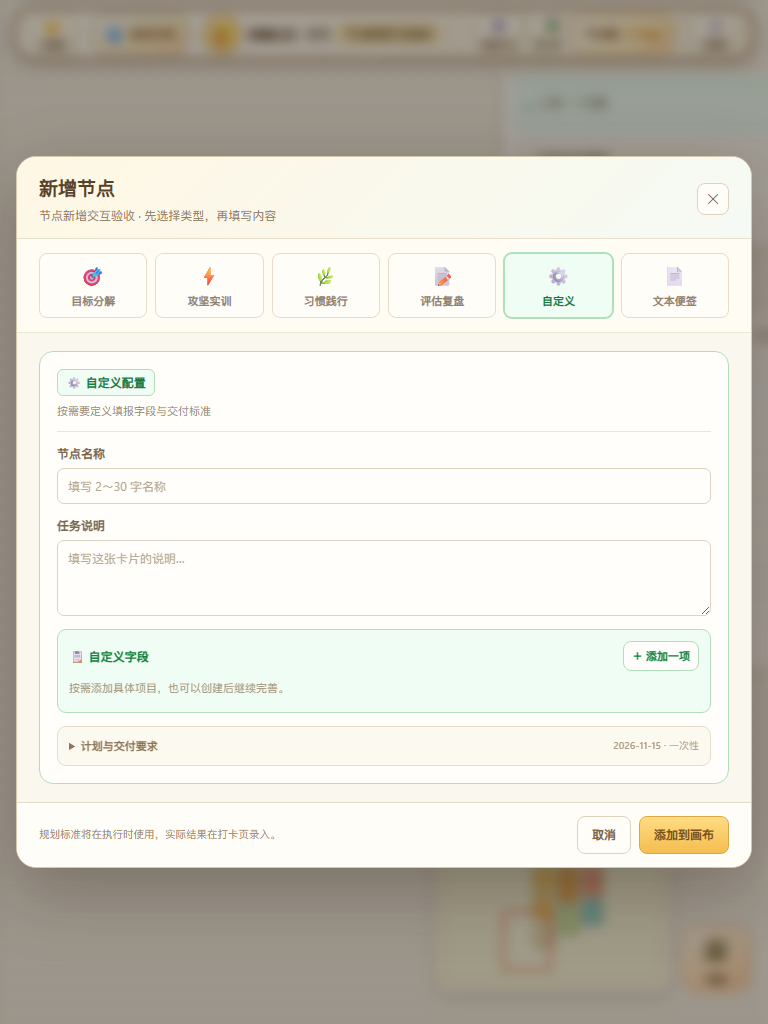 新增节点
节点新增交互验收 · 先选择类型，再填写内容
目标分解
攻坚实训
习惯践行
评估复盘
自定义
文本便签
自定义配置
按需要定义填报字段与交付标准
节点名称
填写 2～30 字名称
任务说明
填写这张卡片的说明...
自定义字段
+ 添加一项
按需添加具体项目，也可以创建后继续完善。
计划与交付要求
2026-11-15 · 一次性
规划标准将在执行时使用，实际结果在打卡页录入。
取消
添加到画布